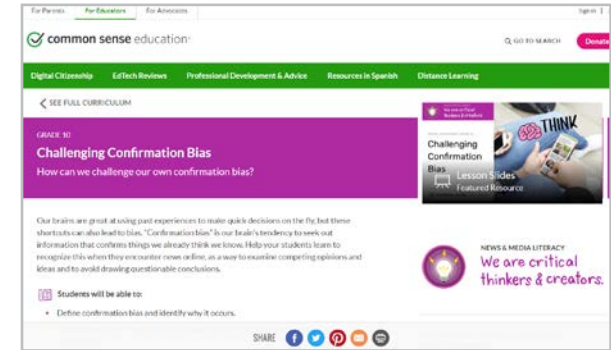 For Parents For Educators For Advocates Sign in
common sense education
GO TO SEARCH Donate
Digital Citizenship EdTech Reviews Professional Development & Advice Resources in Spanish Distance Learning
SEE FULL CURRICULUM
GRADE 10
Challenging Confirmation Bias
How can we challenge our own confirmation bias?
Our brains are great at using past experiences to make quick decisions on the fly, but these
shortcuts can also lead to bias. "Confirmation bias" is our brain's tendency to seek out
information that confirms things we already think we know. Help your students learn to
recognize this when they encounter news online, as a way to examine competing opinions and
ideas and to avoid drawing questionable conclusions.
Students will be able to:
• Define confirmation bias and identify why it occurs.
THINK
Challenging
Confirmation
Bias
Lesson Slides
Featured Resource
NEWS & MEDIA LITERACY
We are critical
thinkers & creators.
SHARE